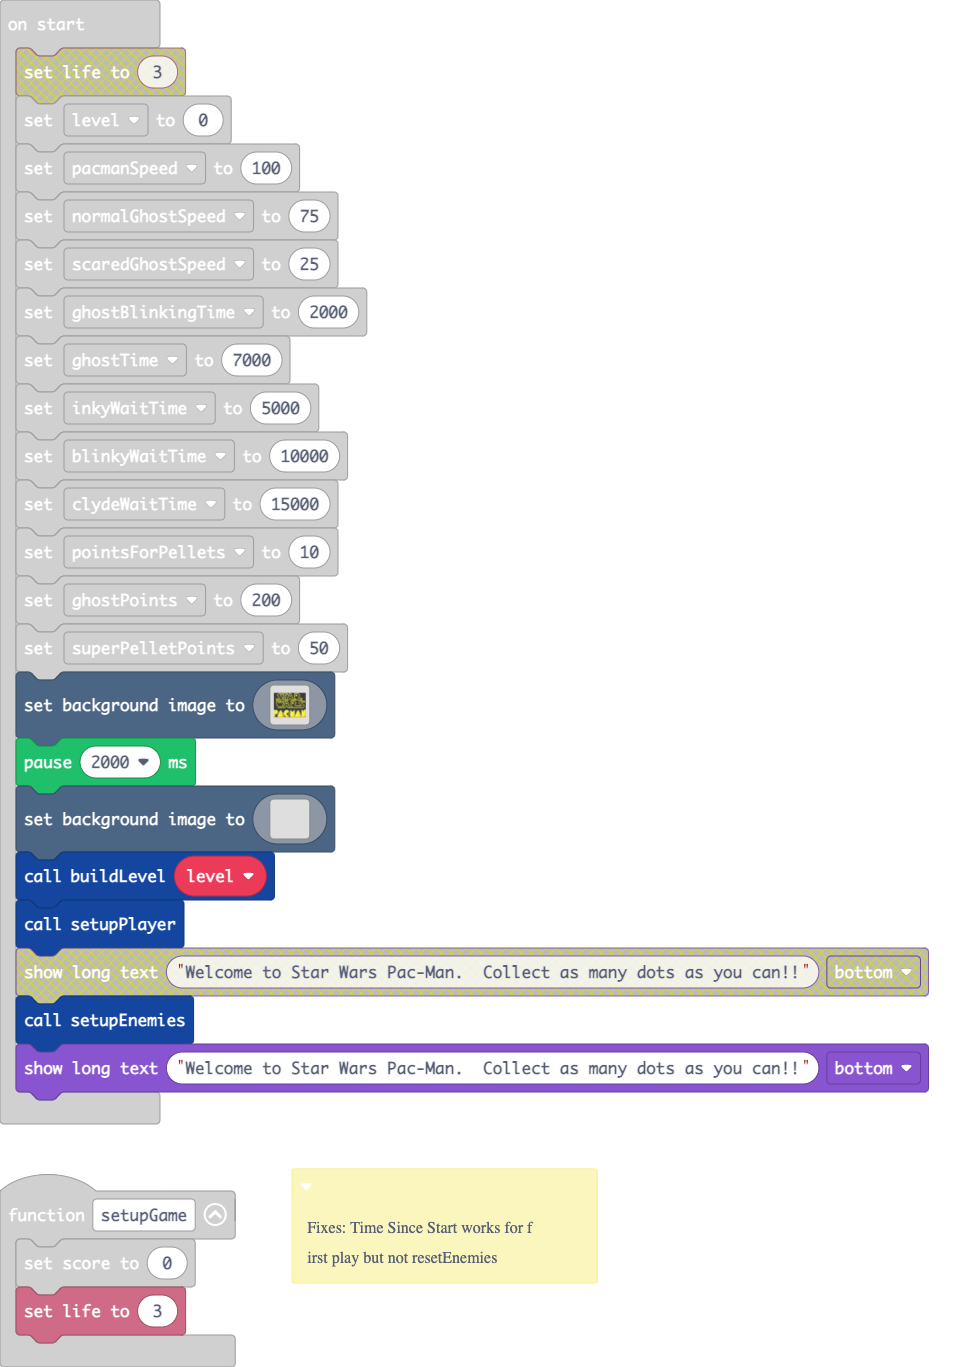 on start
set life to 3
set level to 0
set pacmanSpeed to 100
set normalGhostSpeed to 75
set scaredGhostSpeed to 25
set ghostBlinkingTime to 2000
set ghostTime to 7000
set inkyWaitTime to 5000
set blinkyWaitTime to 10000
set clydeWaitTime to 15000
set pointsForPellets to 10
set ghostPoints to 200
set superPelletPoints to 50
set background image to
PACMAN
pause 2000 ms
set background image to
call buildLevel level
call setupPlayer
show long text "Welcome to Star Wars Pac-Man.  Collect as many dots as you can!!" bottom
call setupEnemies
show long text "Welcome to Star Wars Pac-Man.  Collect as many dots as you can!!" bottom
function setupGame
set score to 0
set life to 3
Fixes: Time Since Start works for f
irst play but not resetEnemies